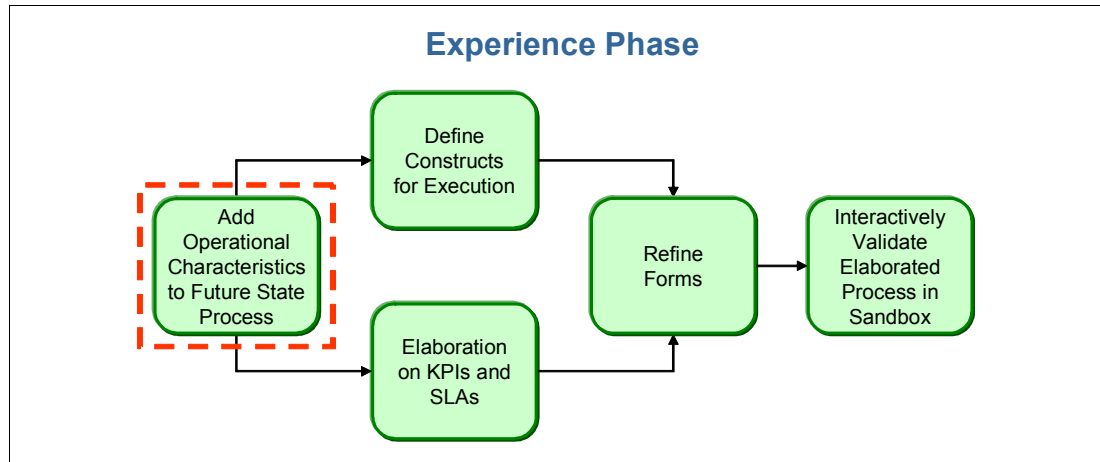 Experience Phase
Define
Constructs
for Execution
Add
Operational
Characteristics
to Future State
Process
Refine
Forms
Interactively
Validate
Elaborated
Process in
Sandbox
Elaboration
on KPIs and
SLAs